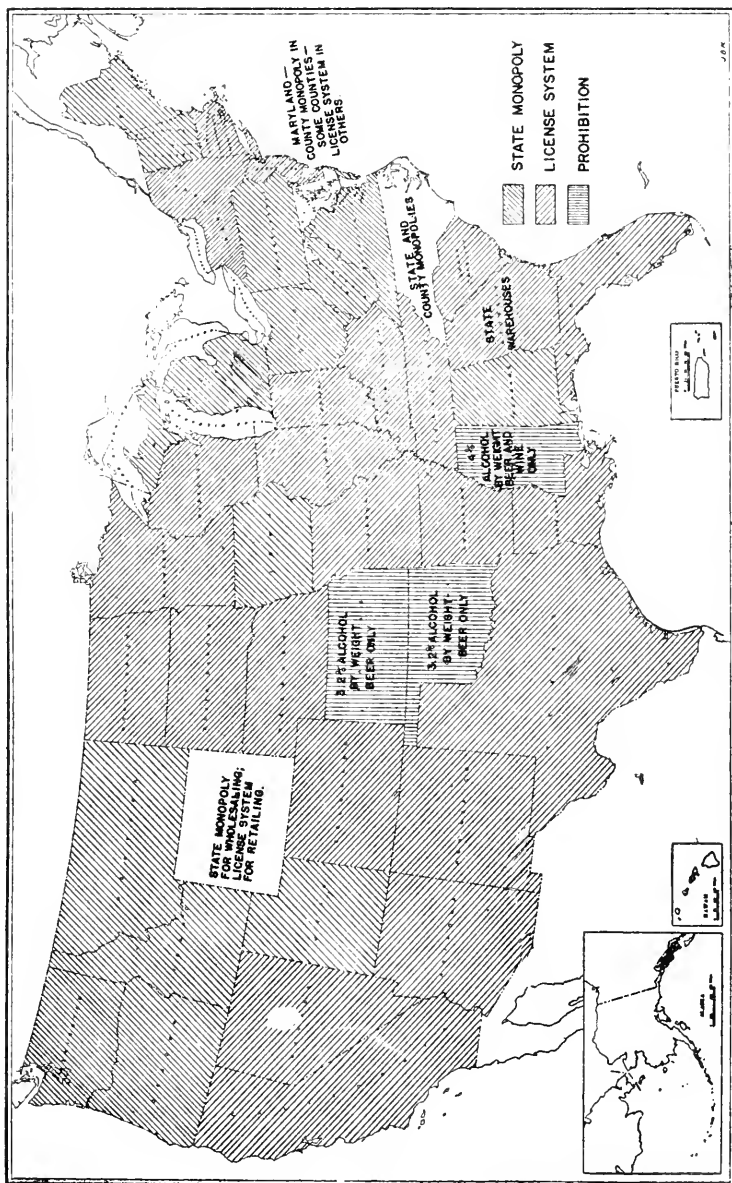 MARYLAND—
COUNTY MONOPOLY IN
SOME COUNTIES—
LICENSE SYSTEM IN
OTHERS.
STATE MONOPOLY
LICENSE SYSTEM
PROHIBITION
STATE AND
COUNTY MONOPOLIES
STATE
WAREHOUSES
4%
ALCOHOL
BY WEIGHT
BEER AND
WINE
ONLY
3.2% ALCOHOL
BY WEIGHT
BEER ONLY
3.2% ALCOHOL
BY WEIGHT-
BEER ONLY
STATE MONOPOLY
FOR WHOLESALING;
LICENSE SYSTEM
FOR RETAILING.
PUERTO RICO
HAWAII
ALASKA